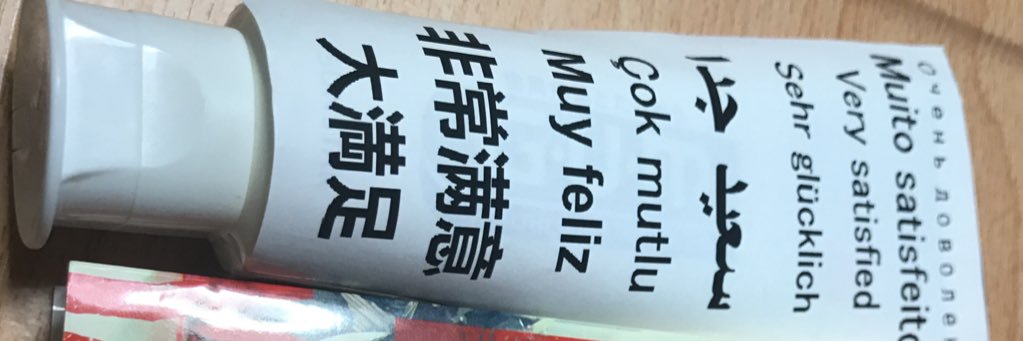 Очень доволе
Muito satisfeito
Very satisfied
Sehr glücklich
سعيد جدا
Çok mutlu
Muy feliz
非常满意
大満足